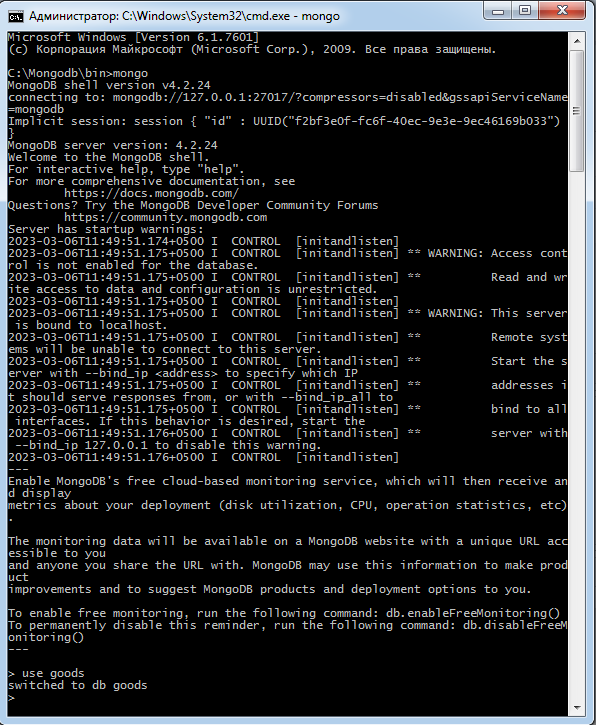 Администратор: C:\Windows\System32\cmd.exe - mongo
Microsoft Windows [Version 6.1.7601]
(c) Корпорация Майкрософт (Microsoft Corp.), 2009. Все права защищены.
C:\Mongodb\bin>mongo
MongoDB shell version v4.2.24
connecting to: mongodb://127.0.0.1:27017/?compressors=disabled&gssapiServiceName
=mongodb
Implicit session: session { "id" : UUID("f2bf3e0f-fc6f-40ec-9e3e-9ec46169b033")
}
MongoDB server version: 4.2.24
Welcome to the MongoDB shell.
For interactive help, type "help".
For more comprehensive documentation, see
https://docs.mongodb.com/
Questions? Try the MongoDB Developer Community Forums
https://community.mongodb.com
Server has startup warnings:
2023-03-06T11:49:51.174+0500 I  CONTROL  [initandlisten]
2023-03-06T11:49:51.175+0500 I  CONTROL  [initandlisten] ** WARNING: Access cont
rol is not enabled for the database.
2023-03-06T11:49:51.175+0500 I  CONTROL  [initandlisten] **          Read and wr
ite access to data and configuration is unrestricted.
2023-03-06T11:49:51.175+0500 I  CONTROL  [initandlisten]
2023-03-06T11:49:51.175+0500 I  CONTROL  [initandlisten] ** WARNING: This server
 is bound to localhost.
2023-03-06T11:49:51.175+0500 I  CONTROL  [initandlisten] **          Remote syst
ems will be unable to connect to this server.
2023-03-06T11:49:51.175+0500 I  CONTROL  [initandlisten] **          Start the s
erver with --bind_ip <address> to specify which IP
2023-03-06T11:49:51.175+0500 I  CONTROL  [initandlisten] **          addresses i
t should serve responses from, or with --bind_ip_all to
2023-03-06T11:49:51.175+0500 I  CONTROL  [initandlisten] **          bind to all
 interfaces. If this behavior is desired, start the
2023-03-06T11:49:51.176+0500 I  CONTROL  [initandlisten] **          server with
 --bind_ip 127.0.0.1 to disable this warning.
2023-03-06T11:49:51.176+0500 I  CONTROL  [initandlisten]
---
Enable MongoDB's free cloud-based monitoring service, which will then receive an
d display
metrics about your deployment (disk utilization, CPU, operation statistics, etc)
.
The monitoring data will be available on a MongoDB website with a unique URL acc
essible to you
and anyone you share the URL with. MongoDB may use this information to make prod
uct
improvements and to suggest MongoDB products and deployment options to you.
To enable free monitoring, run the following command: db.enableFreeMonitoring()
To permanently disable this reminder, run the following command: db.disableFreeM
onitoring()
---
> use goods
switched to db goods
>